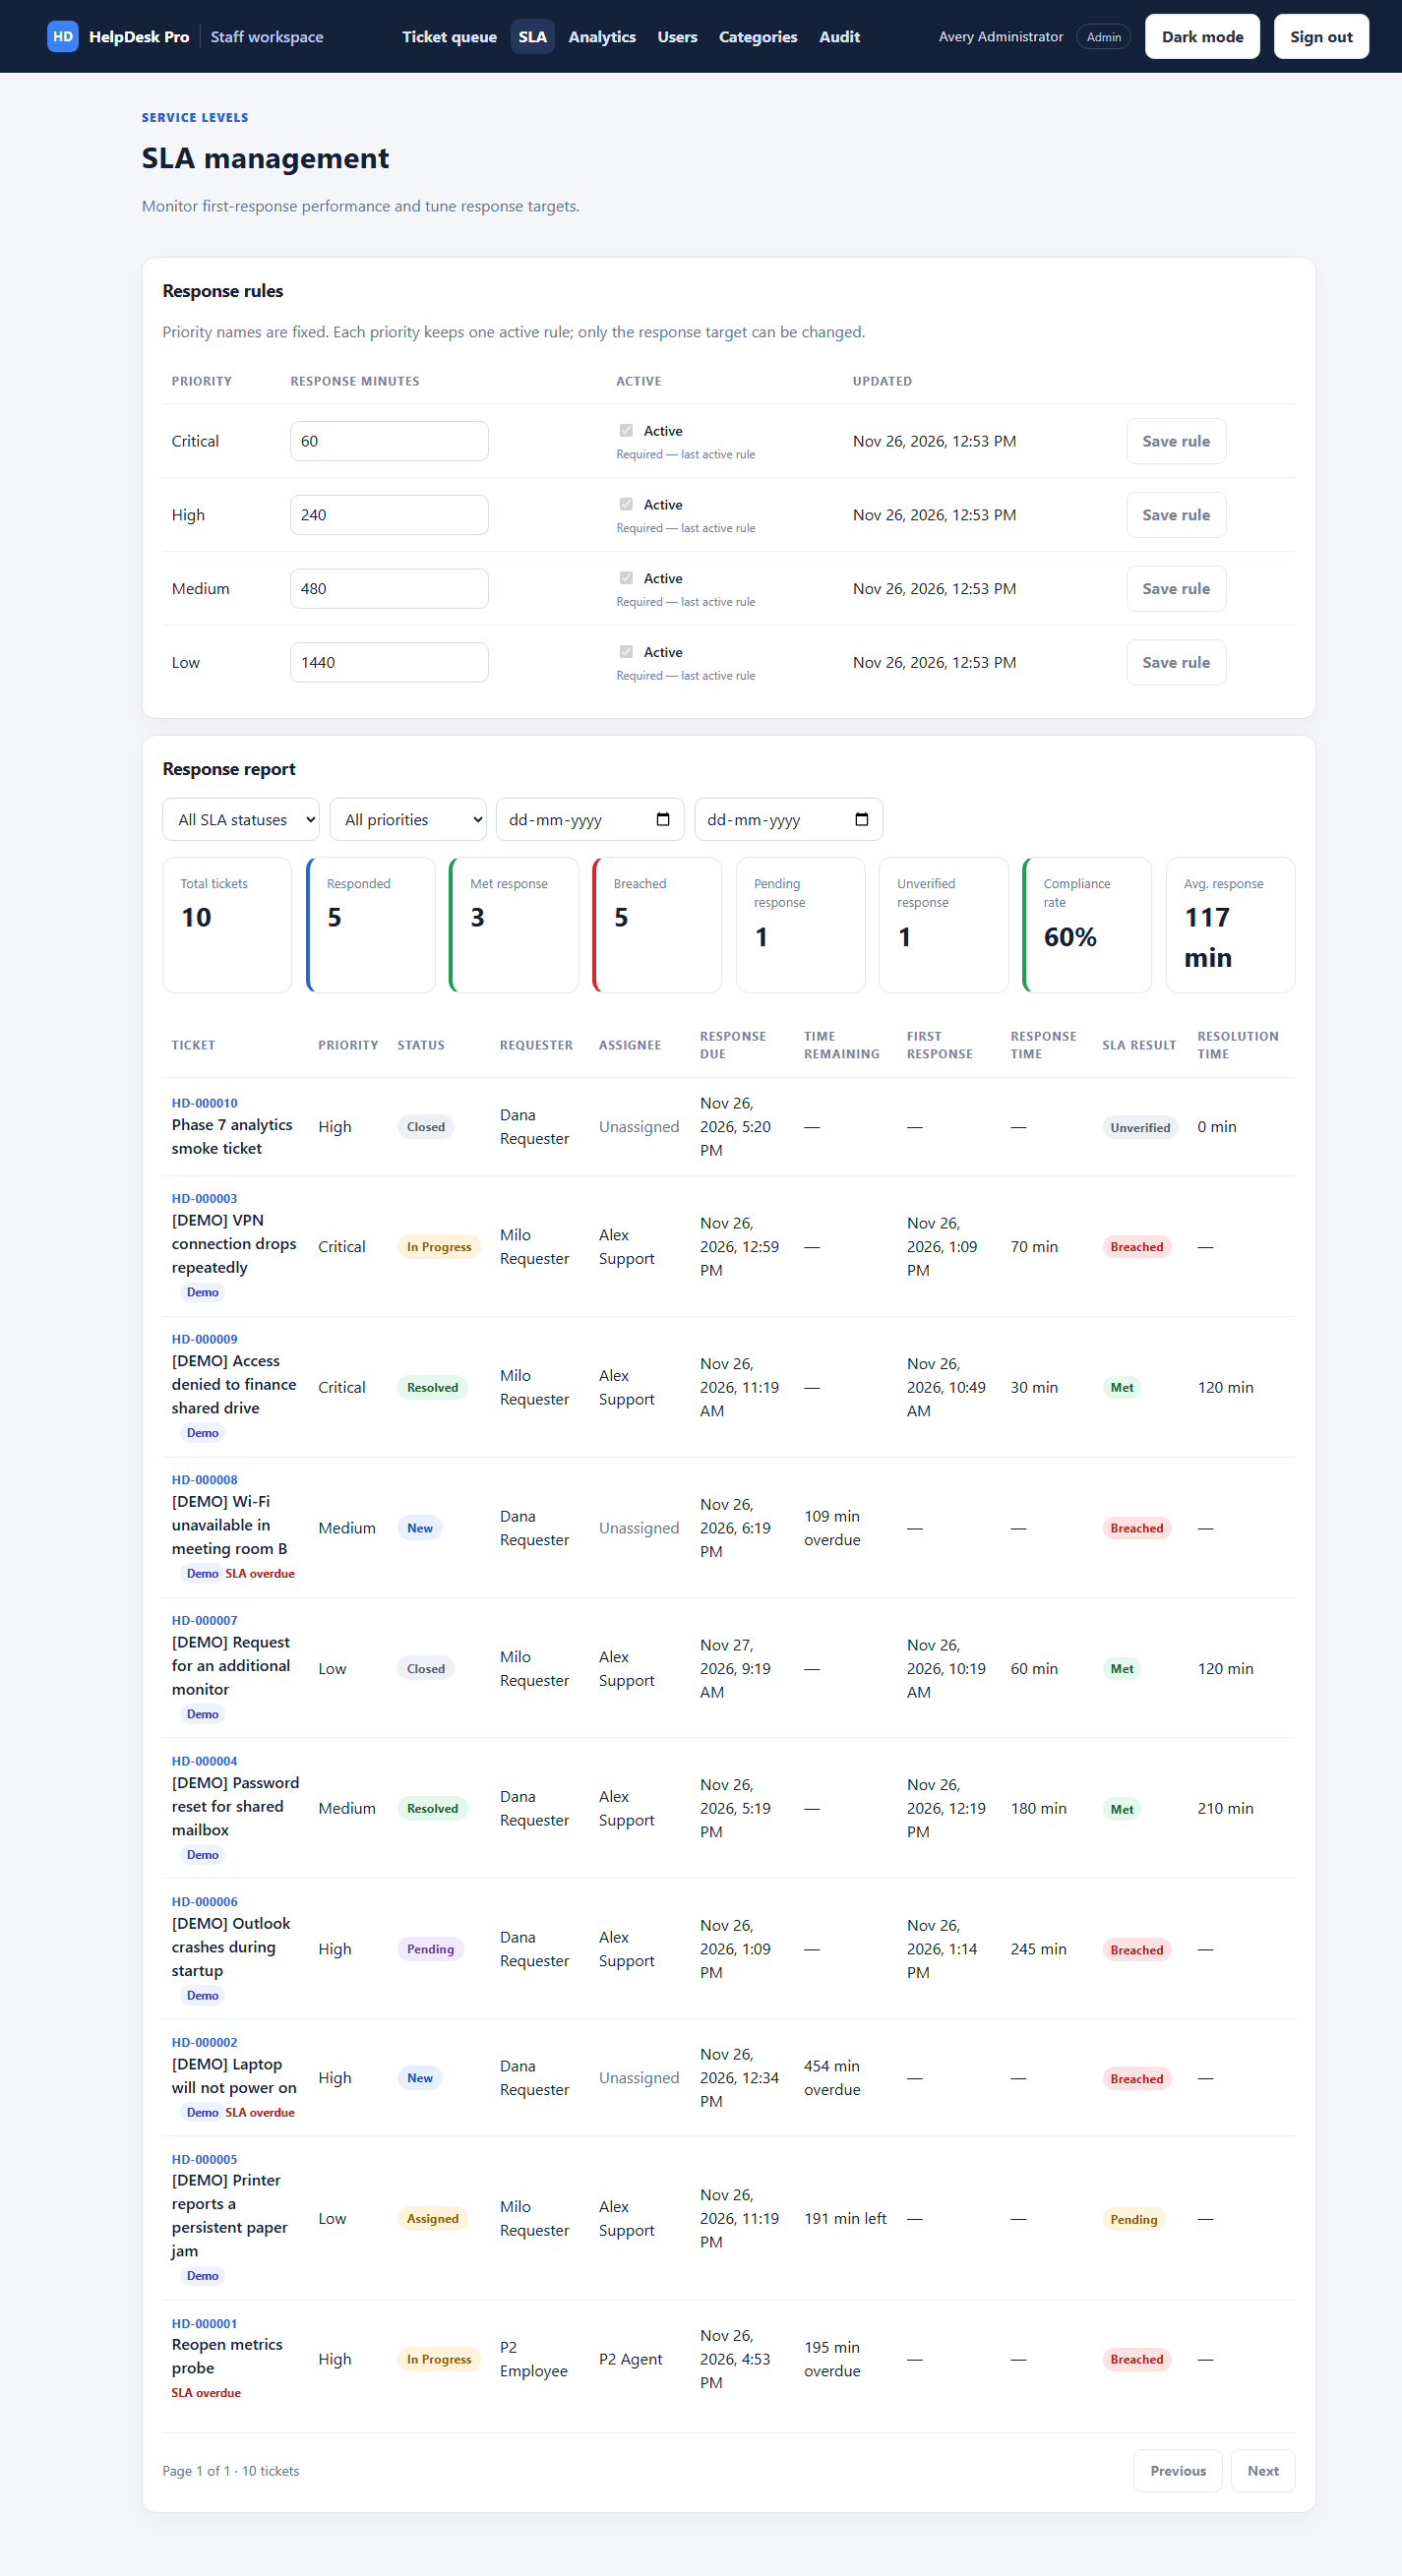 HD HelpDesk Pro Staff workspace Ticket queue SLA Analytics Users Categories Audit Avery Administrator Admin Dark mode Sign out
SERVICE LEVELS
SLA management
Monitor first-response performance and tune response targets.
Response rules
Priority names are fixed. Each priority keeps one active rule; only the response target can be changed.
PRIORITY RESPONSE MINUTES ACTIVE UPDATED
Critical 60 Active Nov 26, 2026, 12:53 PM Save rule
Required — last active rule
High 240 Active Nov 26, 2026, 12:53 PM Save rule
Required — last active rule
Medium 480 Active Nov 26, 2026, 12:53 PM Save rule
Required — last active rule
Low 1440 Active Nov 26, 2026, 12:53 PM Save rule
Required — last active rule
Response report
All SLA statuses All priorities dd-mm-yyyy dd-mm-yyyy
Total tickets
10
Responded
5
Met response
3
Breached
5
Pending
response
1
Unverified
response
1
Compliance
rate
60%
Avg. response
117
min
TICKET PRIORITY STATUS REQUESTER ASSIGNEE RESPONSE DUE TIME REMAINING FIRST RESPONSE RESPONSE TIME SLA RESULT RESOLUTION TIME
HD-000010
Phase 7 analytics
smoke ticket
High
Closed
Dana
Requester
Unassigned
Nov 26,
2026, 5:20
PM
—
—
—
Unverified
0 min
HD-000003
[DEMO] VPN
connection drops
repeatedly
Demo
Critical
In Progress
Milo
Requester
Alex
Support
Nov 26,
2026, 12:59
PM
—
Nov 26,
2026, 1:09
PM
70 min
Breached
—
HD-000009
[DEMO] Access
denied to finance
shared drive
Demo
Critical
Resolved
Milo
Requester
Alex
Support
Nov 26,
2026, 11:19
AM
—
Nov 26,
2026, 10:49
AM
30 min
Met
120 min
HD-000008
[DEMO] Wi-Fi
unavailable in
meeting room B
Demo SLA overdue
Medium
New
Dana
Requester
Unassigned
Nov 26,
2026, 6:19
PM
109 min
overdue
—
—
Breached
—
HD-000007
[DEMO] Request
for an additional
monitor
Demo
Low
Closed
Milo
Requester
Alex
Support
Nov 27,
2026, 9:19
AM
—
Nov 26,
2026, 10:19
AM
60 min
Met
120 min
HD-000004
[DEMO] Password
reset for shared
mailbox
Demo
Medium
Resolved
Dana
Requester
Alex
Support
Nov 26,
2026, 5:19
PM
—
Nov 26,
2026, 12:19
PM
180 min
Met
210 min
HD-000006
[DEMO] Outlook
crashes during
startup
Demo
High
Pending
Dana
Requester
Alex
Support
Nov 26,
2026, 1:09
PM
—
Nov 26,
2026, 1:14
PM
245 min
Breached
—
HD-000002
[DEMO] Laptop
will not power on
Demo SLA overdue
High
New
Dana
Requester
Unassigned
Nov 26,
2026, 12:34
PM
454 min
overdue
—
—
Breached
—
HD-000005
[DEMO] Printer
reports a
persistent paper
jam
Demo
Low
Assigned
Milo
Requester
Alex
Support
Nov 26,
2026, 11:19
PM
191 min left
—
—
Pending
—
HD-000001
Reopen metrics
probe
SLA overdue
High
In Progress
P2
Employee
P2 Agent
Nov 26,
2026, 4:53
PM
195 min
overdue
—
—
Breached
—
Page 1 of 1 · 10 tickets Previous Next